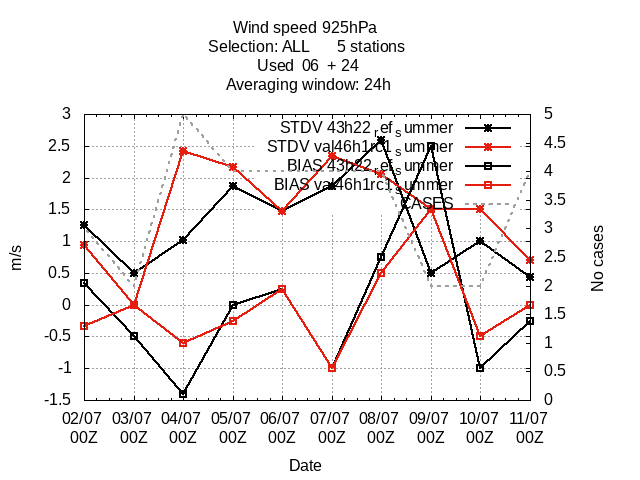 Wind speed 925hPa
Selection: ALL 5 stations
Used 06 + 24
Averaging window: 24h
3
2.5
2
1.5
1
0.5
0
-0.5
-1
-1.5
m/s
STDV 43h22_ref_summer
STDV val46h1rc1_summer
BIAS 43h22_ref_summer
BIAS val46h1rc1_summer
CASES
5
4.5
4
3.5
3
2.5
2
1.5
1
0.5
0
No cases
02/07 03/07 04/07 05/07 06/07 07/07 08/07 09/07 10/07 11/07
00Z 00Z 00Z 00Z 00Z 00Z 00Z 00Z 00Z 00Z
Date